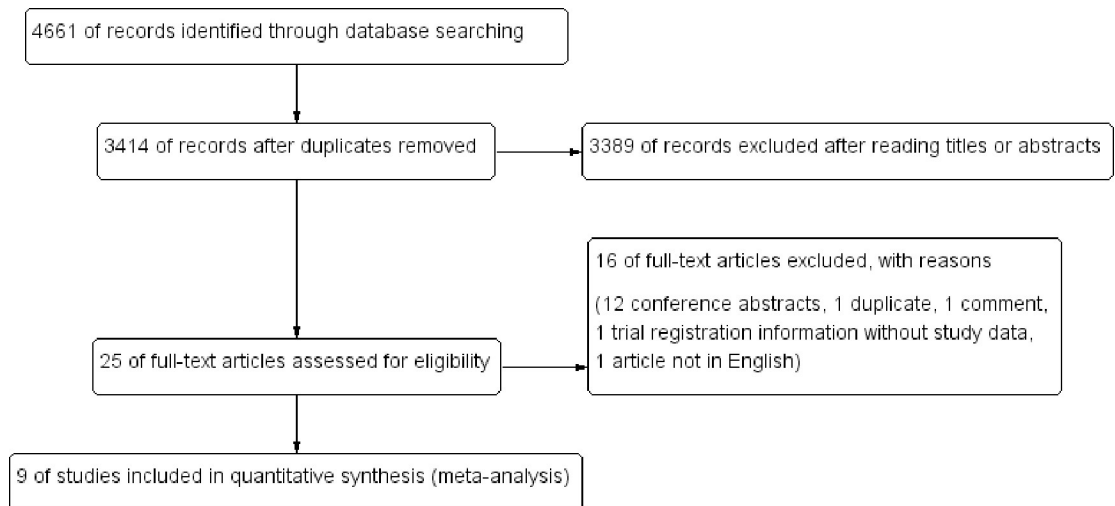 4661 of records identified through database searching
3414 of records after duplicates removed
3389 of records excluded after reading titles or abstracts
16 of full-text articles excluded, with reasons
(12 conference abstracts, 1 duplicate, 1 comment,
1 trial registration information without study data,
1 article not in English)
25 of full-text articles assessed for eligibility
9 of studies included in quantitative synthesis (meta-analysis)